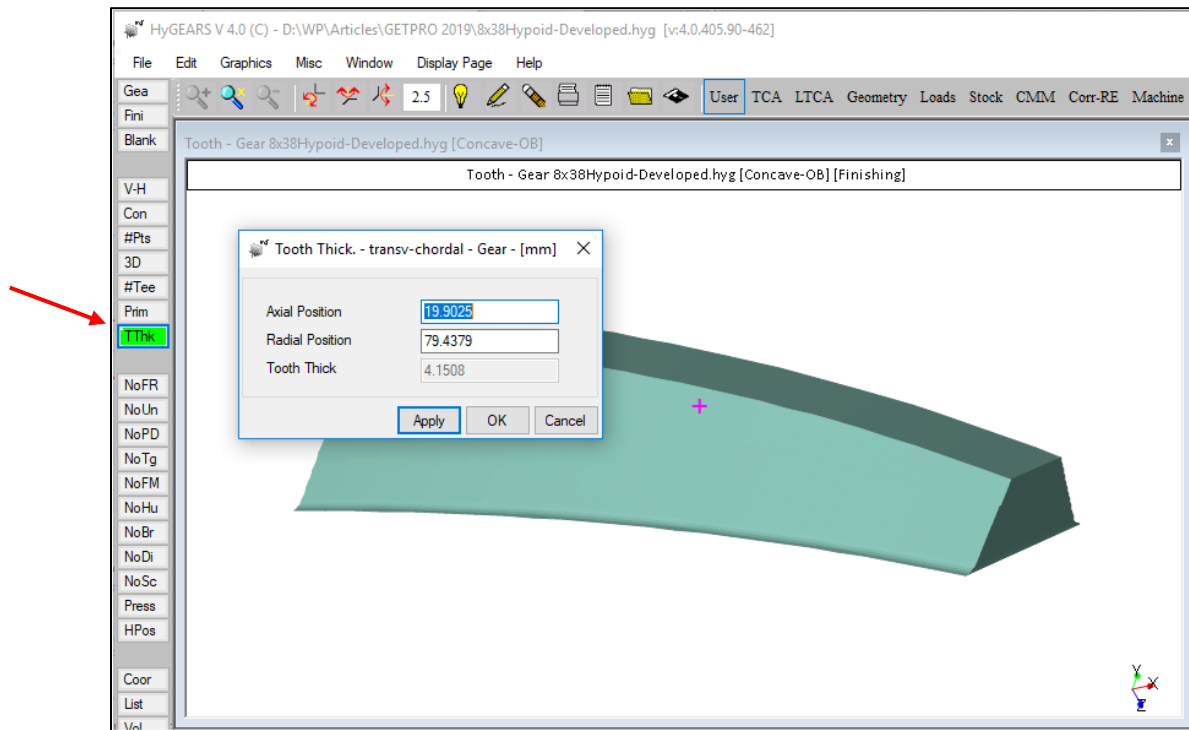 HyGEARS V 4.0 (C) - D:\WP\Articles\GETPRO 2019\8x38Hypoid-Developed.hyg [v:4.0.405.90-462]
File Edit Graphics Misc Window Display Page Help
2.5 User TCA LTCA Geometry Loads Stock CMM Corr-RE Machine
Gea
Fini
Blank
V-H
Con
#Pts
3D
#Tee
Prim
TThk
NoFR
NoUn
NoPD
NoTg
NoFM
NoHu
NoBr
NoDi
NoSc
Press
HPos
Coor
List
Vol
Tooth - Gear 8x38Hypoid-Developed.hyg [Concave-OB]
x
Tooth - Gear 8x38Hypoid-Developed.hyg [Concave-OB] [Finishing]
Tooth Thick. - transv-chordal - Gear - [mm]
Axial Position 19.9025
Radial Position 79.4379
Tooth Thick 4.1508
Apply OK Cancel
Y
X
Z